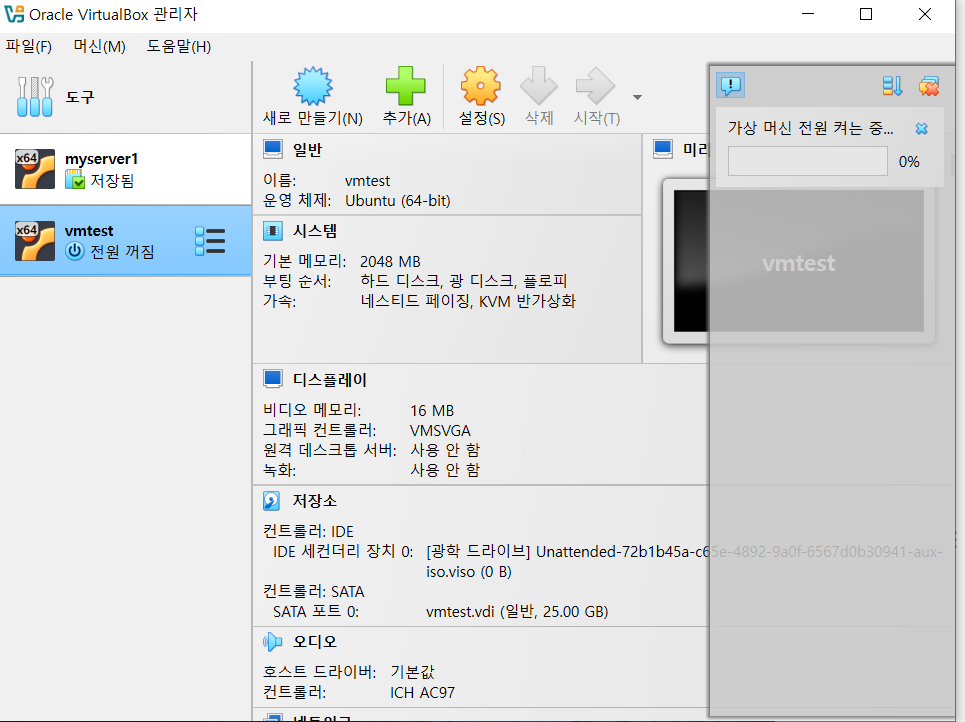 Oracle VirtualBox 관리자
파일(F) 머신(M) 도움말(H)
도구
새로 만들기(N) 추가(A) 설정(S) 삭제 시작(T)
x64 myserver1
저장됨
x64 vmtest
전원 꺼짐
일반
이름: vmtest
운영 체제: Ubuntu (64-bit)
시스템
기본 메모리: 2048 MB
부팅 순서: 하드 디스크, 광 디스크, 플로피
가속: 네스티드 페이징, KVM 반가상화
미리
가상 머신 전원 켜는 중...
0%
vmtest
디스플레이
비디오 메모리: 16 MB
그래픽 컨트롤러: VMSVGA
원격 데스크톱 서버: 사용 안 함
녹화: 사용 안 함
저장소
컨트롤러: IDE
IDE 세컨더리 장치 0: [광학 드라이브] Unattended-72b1b45a-c65e-4892-9a0f-6567d0b30941-aux-
iso.viso (0 B)
컨트롤러: SATA
SATA 포트 0: vmtest.vdi (일반, 25.00 GB)
오디오
호스트 드라이버: 기본값
컨트롤러: ICH AC97